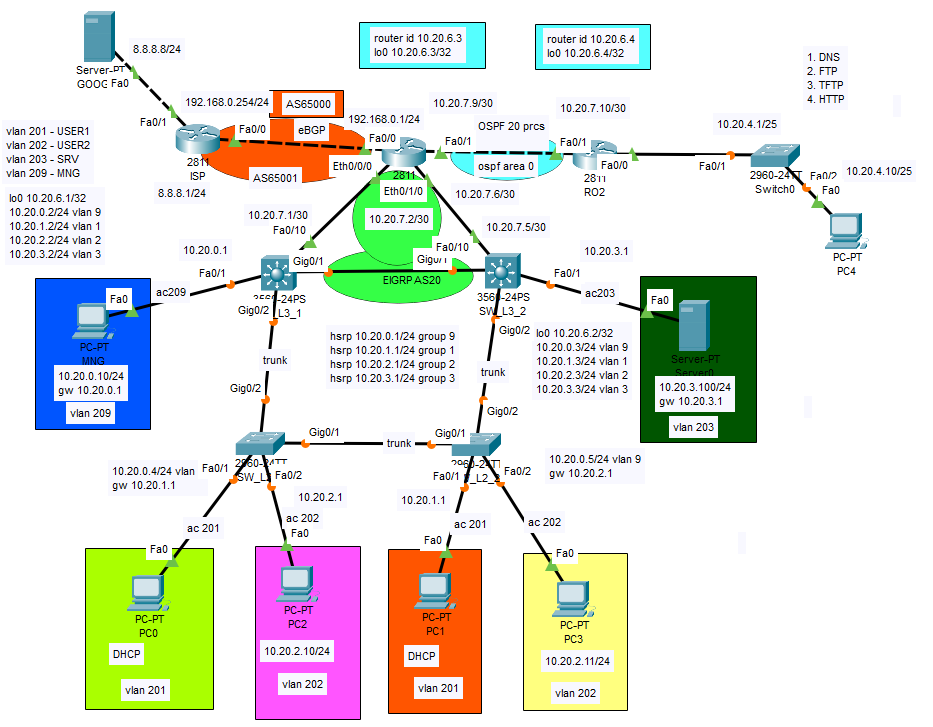 router id 10.20.6.3
lo0 10.20.6.3/32
router id 10.20.6.4
lo0 10.20.6.4/32
8.8.8.8/24
1. DNS
2. FTP
3. TFTP
4. HTTP
Server-PT
GOOG
Fa0
192.168.0.254/24
AS65000
10.20.7.9/30
10.20.7.10/30
Fa0/1
Fa0/0
eBGP
192.168.0.1/24
Fa0/0
Fa0/1
OSPF 20 prcs
Fa0/1
10.20.4.1/25
vlan 201 - USER1
vlan 202 - USER2
vlan 203 - SRV
vlan 209 - MNG
2811
ISP
AS65001
Eth0/0/0
2811
ospf area 0
2811
RO2
Fa0/0
Fa0/1
2960-24TT
Switch0
Fa0/2
Fa0
10.20.4.10/25
8.8.8.1/24
Eth0/1/0
10.20.7.6/30
lo0 10.20.6.1/32
10.20.0.2/24 vlan 9
10.20.1.2/24 vlan 1
10.20.2.2/24 vlan 2
10.20.3.2/24 vlan 3
10.20.7.1/30
Fa0/10
10.20.7.2/30
10.20.7.5/30
PC-PT
PC4
10.20.0.1
Gig0/1
Gig0/1
Fa0/10
10.20.3.1
Fa0/1
EIGRP AS20
Fa0/1
Fa0
ac209
3560-24PS
L3_1
3560-24PS
SW_L3_2
ac203
Fa0
Gig0/2
Gig0/2
PC-PT
MNG
hsrp 10.20.0.1/24 group 9
hsrp 10.20.1.1/24 group 1
hsrp 10.20.2.1/24 group 2
hsrp 10.20.3.1/24 group 3
lo0 10.20.6.2/32
10.20.0.3/24 vlan 9
10.20.1.3/24 vlan 1
10.20.2.3/24 vlan 2
10.20.3.3/24 vlan 3
Server-PT
Server0
trunk
trunk
10.20.0.10/24
gw 10.20.0.1
vlan 209
10.20.3.100/24
gw 10.20.3.1
vlan 203
Gig0/2
Gig0/2
Gig0/1
trunk
Gig0/1
2960-24TT
SW_L2
2960-24TT
L2_2
10.20.0.4/24 vlan
gw 10.20.1.1
Fa0/1
Fa0/2
Fa0/1
Fa0/2
10.20.0.5/24 vlan 9
gw 10.20.2.1
10.20.2.1
10.20.1.1
ac 201
ac 202
ac 201
ac 202
Fa0
Fa0
Fa0
Fa0
PC-PT
PC0
PC-PT
PC2
PC-PT
PC1
PC-PT
PC3
DHCP
10.20.2.10/24
DHCP
10.20.2.11/24
vlan 201
vlan 202
vlan 201
vlan 202